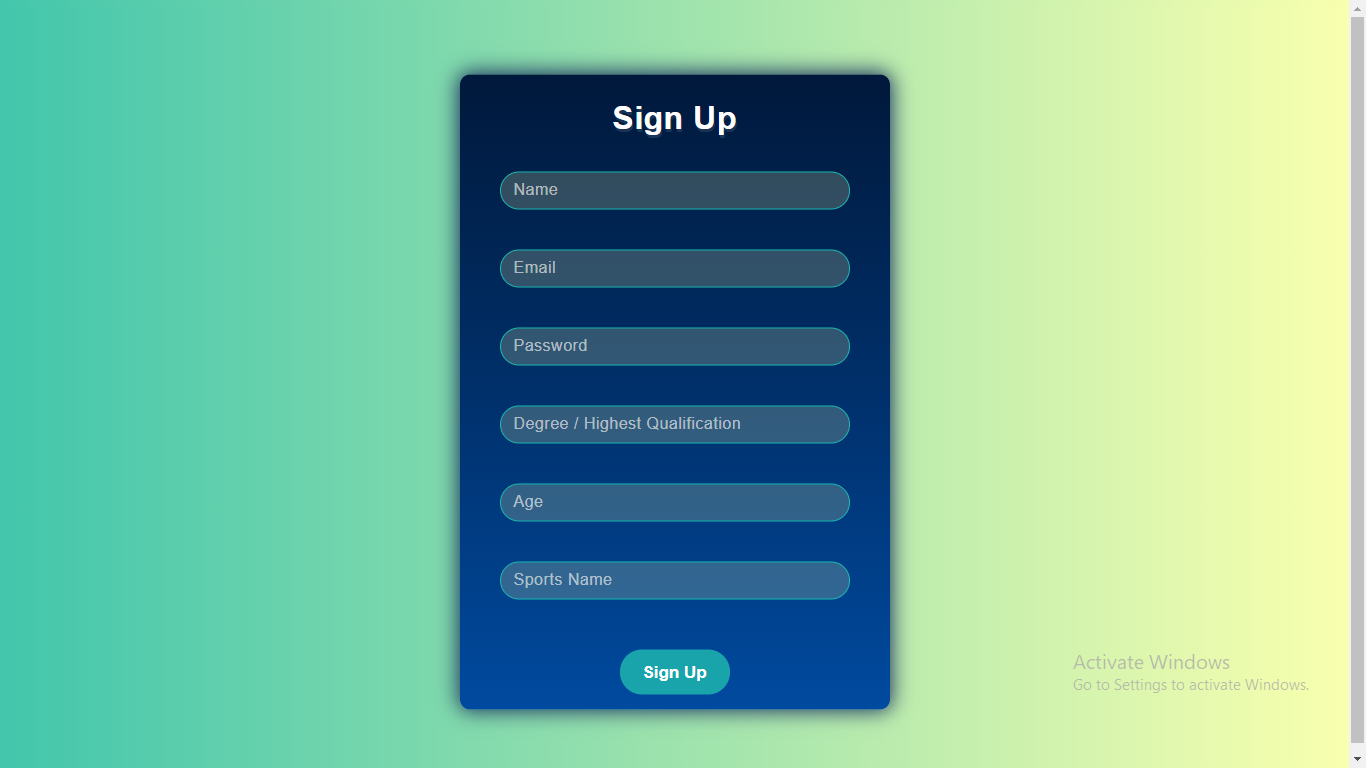 Sign Up
Name
Email
Password
Degree / Highest Qualification
Age
Sports Name
Sign Up
Activate Windows
Go to Settings to activate Windows.